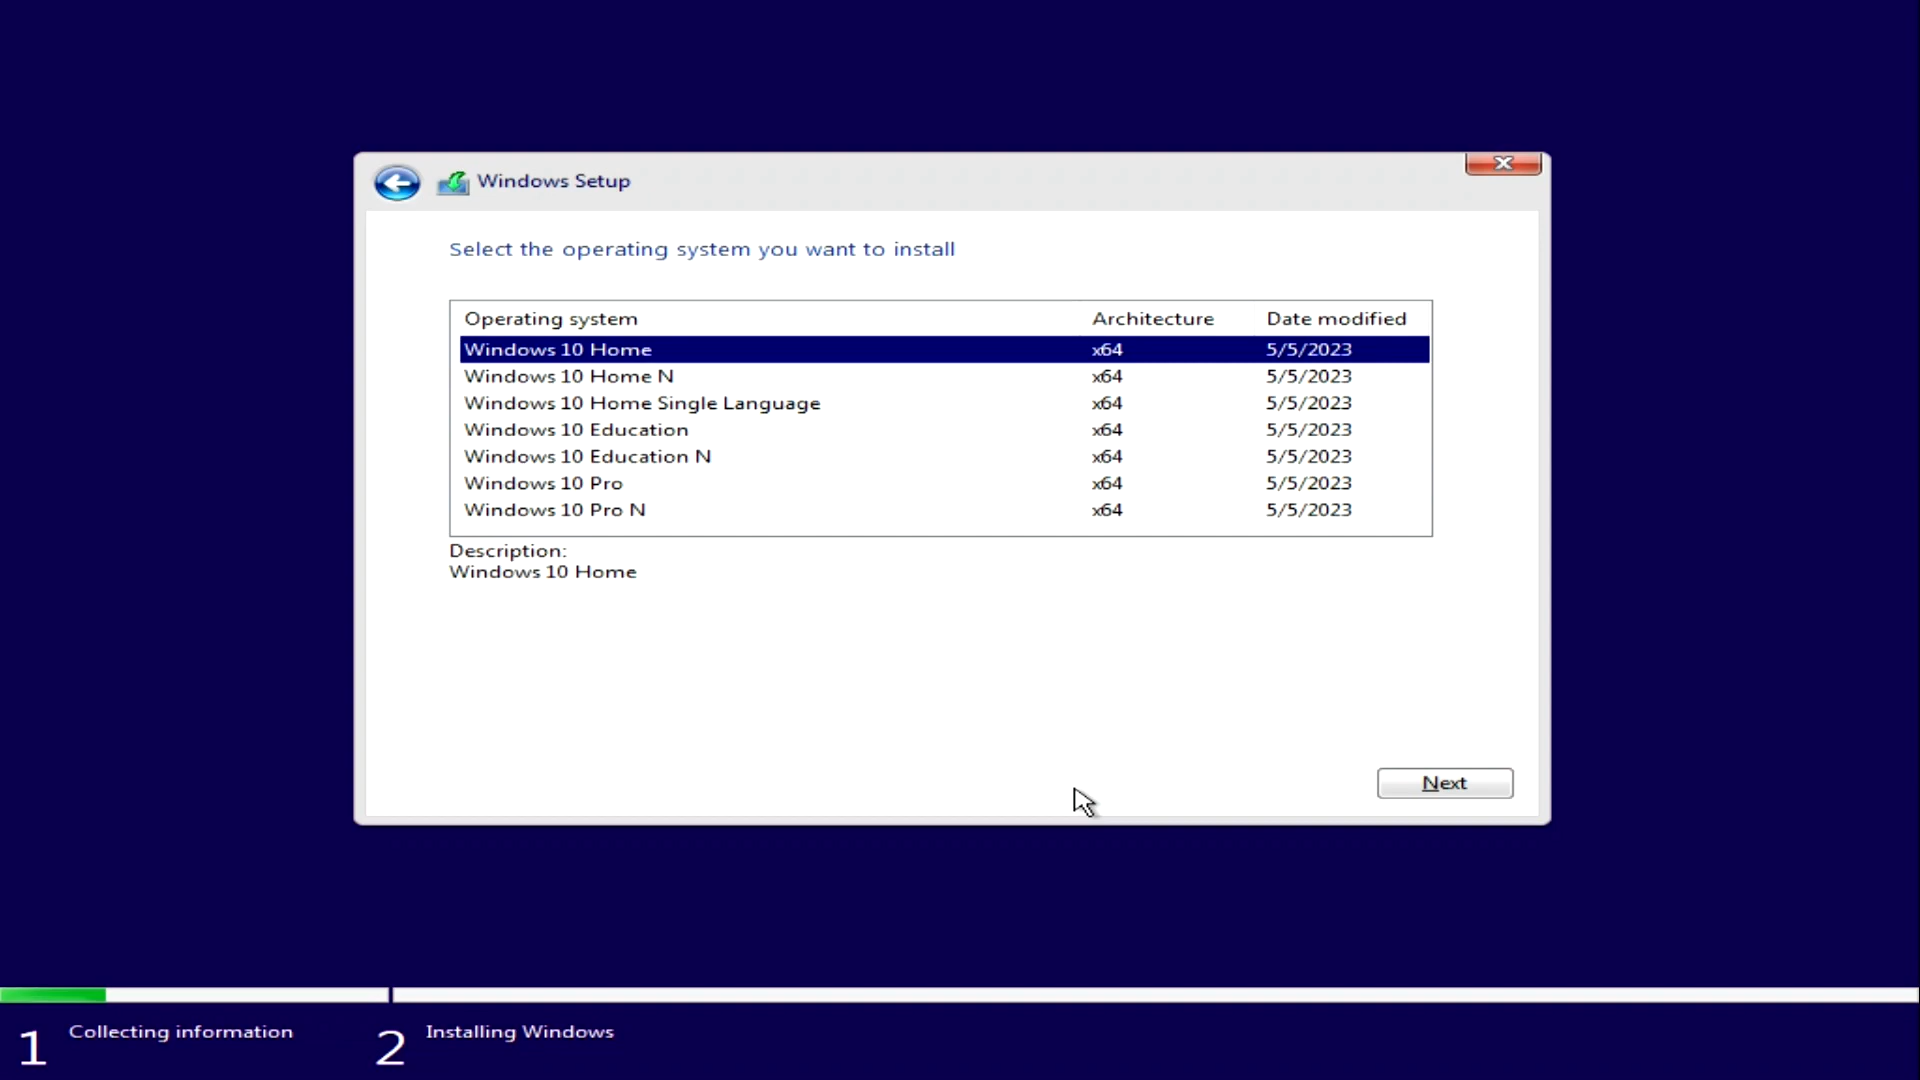 Windows Setup
Select the operating system you want to install
Operating system Architecture Date modified
Windows 10 Home x64 5/5/2023
Windows 10 Home N x64 5/5/2023
Windows 10 Home Single Language x64 5/5/2023
Windows 10 Education x64 5/5/2023
Windows 10 Education N x64 5/5/2023
Windows 10 Pro x64 5/5/2023
Windows 10 Pro N x64 5/5/2023
Description:
Windows 10 Home
Next
1 Collecting information 2 Installing Windows